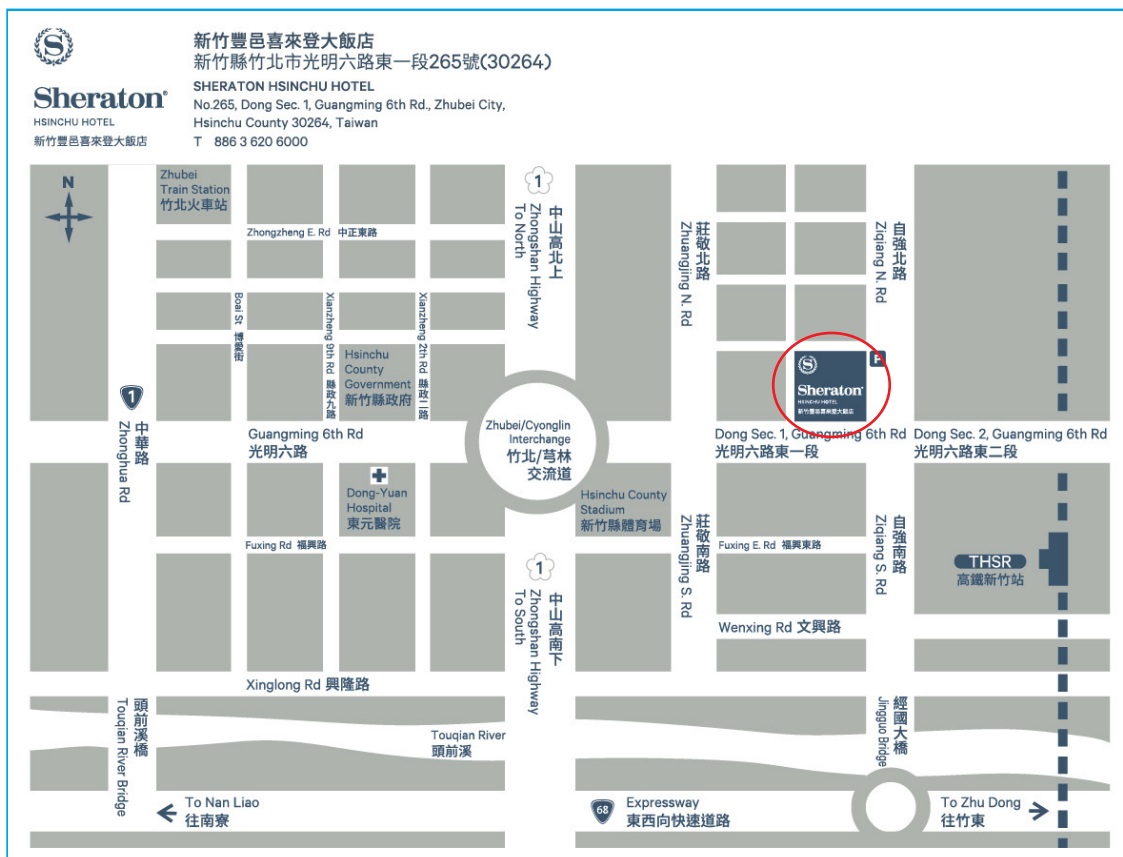 新竹豐邑喜來登大飯店
新竹縣竹北市光明六路東一段265號(30264)
S
Sheraton®
HSINCHU HOTEL
新竹豐邑喜來登大飯店
SHERATON HSINCHU HOTEL
No.265, Dong Sec. 1, Guangming 6th Rd., Zhubei City,
Hsinchu County 30264, Taiwan
T 886 3 620 6000
N
Zhubei
Train Station
竹北火車站
Zhongzheng E. Rd 中正東路
1
中山高北上
Zhongshan Highway
To North
莊敬北路
Zhuangjing N. Rd
自強北路
Ziqiang N. Rd
Boai St 博愛街
Xianzheng 9th Rd 縣政九路
Xianzheng 2th Rd 縣政二路
Hsinchu
County
Government
新竹縣政府
S
Sheraton
HSINCHU HOTEL
新竹豐邑喜來登大飯店
P
1
中華路
Zhonghua Rd
Guangming 6th Rd
光明六路
Zhubei/Cyonglin
Interchange
竹北/芎林
交流道
Dong Sec. 1, Guangming 6th Rd
光明六路東一段
Dong Sec. 2, Guangming 6th Rd
光明六路東二段
Dong-Yuan
Hospital
東元醫院
Hsinchu County
Stadium
新竹縣體育場
莊敬南路
Zhuangjing S. Rd
自強南路
Ziqiang S. Rd
Fuxing Rd 福興路
Fuxing E. Rd 福興東路
THSR
高鐵新竹站
1
中山高南下
Zhongshan Highway
To South
Wenxing Rd 文興路
Xinglong Rd 興隆路
頭前溪橋
Touqian River Bridge
Touqian River
頭前溪
經國大橋
Jingguo Bridge
To Nan Liao
往南寮
68
Expressway
東西向快速道路
To Zhu Dong
往竹東